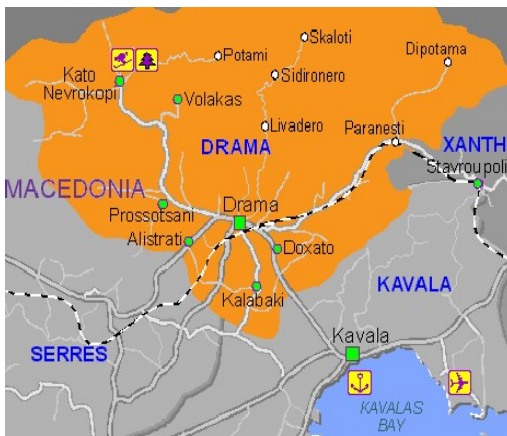 Skaloti
Potami
Dipotama
Kato
Nevrokopi
Sidironero
Volakas
Livadero
Paranesti
DRAMA
XANTH
Stavroupoli
MACEDONIA
Prossotsani
Drama
Alistrati
Doxato
Kalabaki
KAVALA
Kavala
SERRES
KAVALAS
BAY